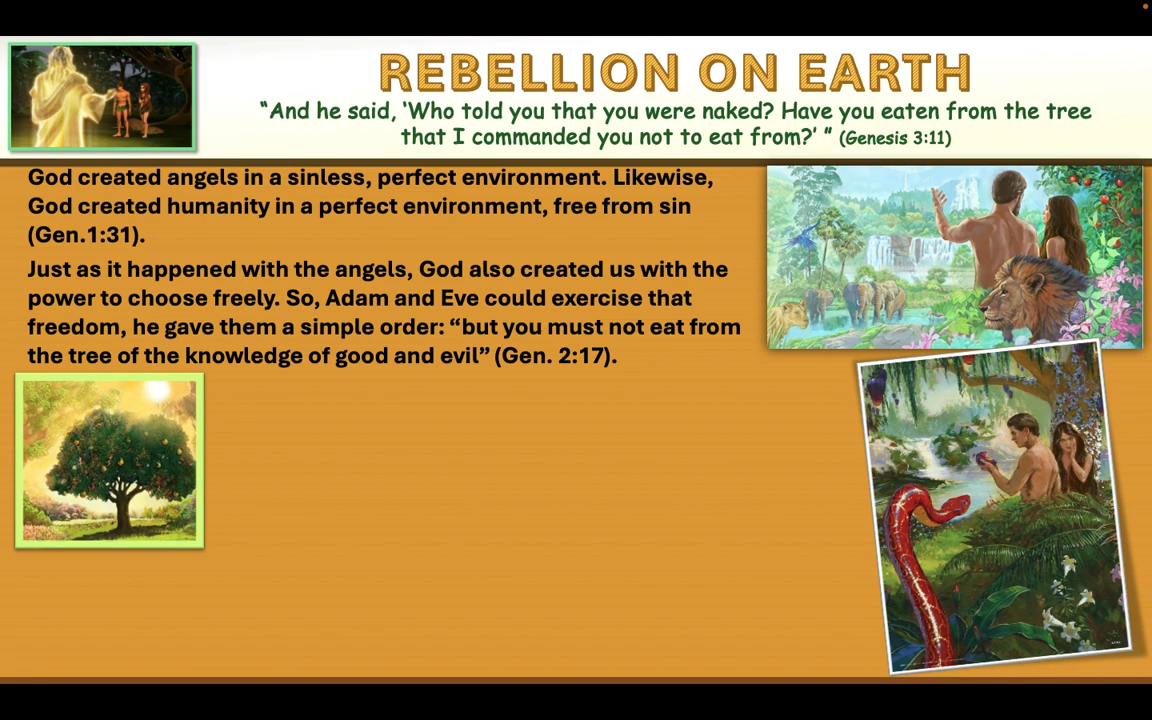 REBELLION ON EARTH
“And he said, ‘Who told you that you were naked? Have you eaten from the tree
that I commanded you not to eat from?’ ” (Genesis 3:11)
God created angels in a sinless, perfect environment. Likewise,
God created humanity in a perfect environment, free from sin
(Gen.1:31).
Just as it happened with the angels, God also created us with the
power to choose freely. So, Adam and Eve could exercise that
freedom, he gave them a simple order: “but you must not eat from
the tree of the knowledge of good and evil” (Gen. 2:17).